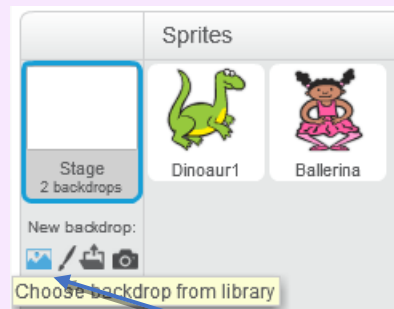 Sprites
Stage
2 backdrops
Dinoaur1
Ballerina
New backdrop:
Choose backdrop from library